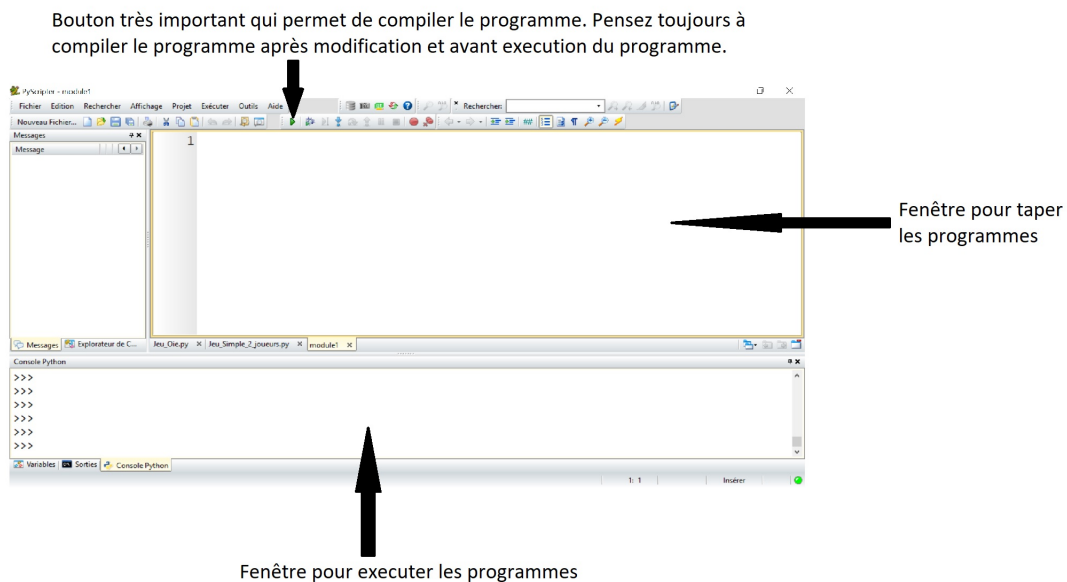 Bouton très important qui permet de compiler le programme. Pensez toujours à
compiler le programme après modification et avant execution du programme.
PyScripter - module1
Fichier Edition Rechercher Affichage Projet Exécuter Outils Aide Rechercher:
Nouveau Fichier...
Messages
Message
1
Fenêtre pour taper
les programmes
Messages Explorateur de C... Jeu_Oie.py Jeu_Simple_2_joueurs.py module1
Console Python
>>>
>>>
>>>
>>>
>>>
>>>
Variables Sorties Console Python
1: 1 Insérer
Fenêtre pour executer les programmes